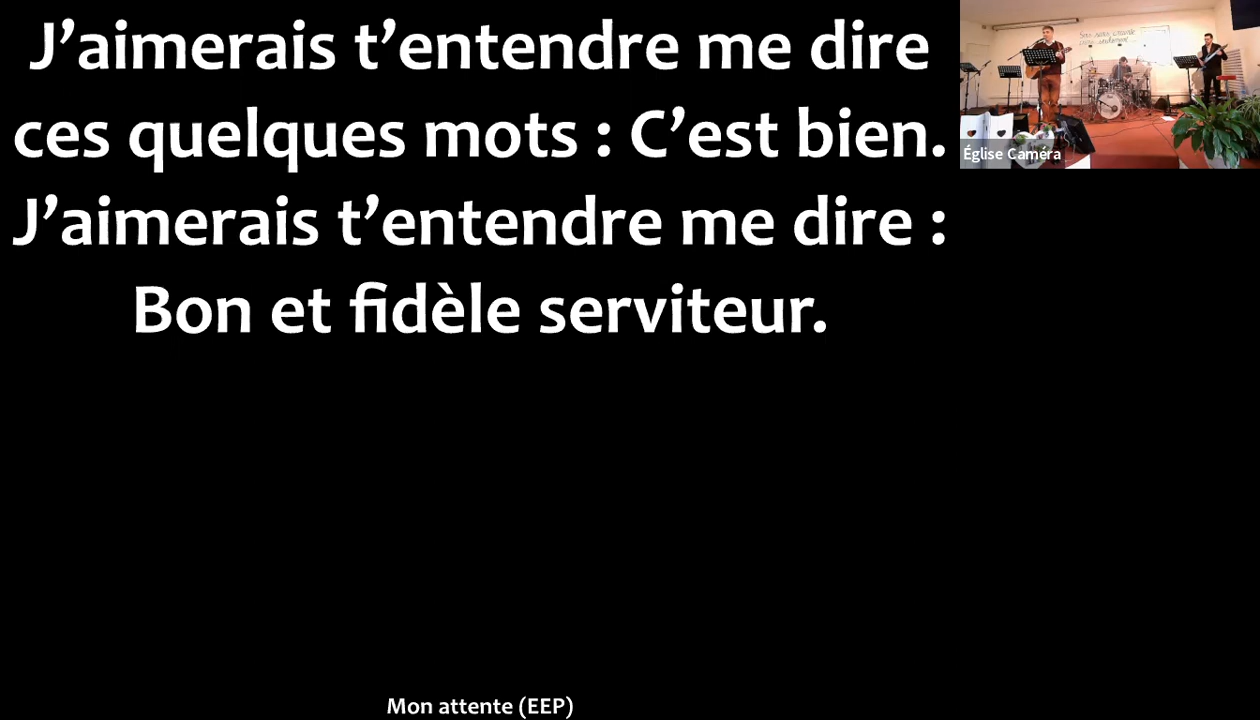 J’aimerais t’entendre me dire
ces quelques mots : C’est bien.
J’aimerais t’entendre me dire :
Bon et fidèle serviteur.
Église Caméra
Mon attente (EEP)